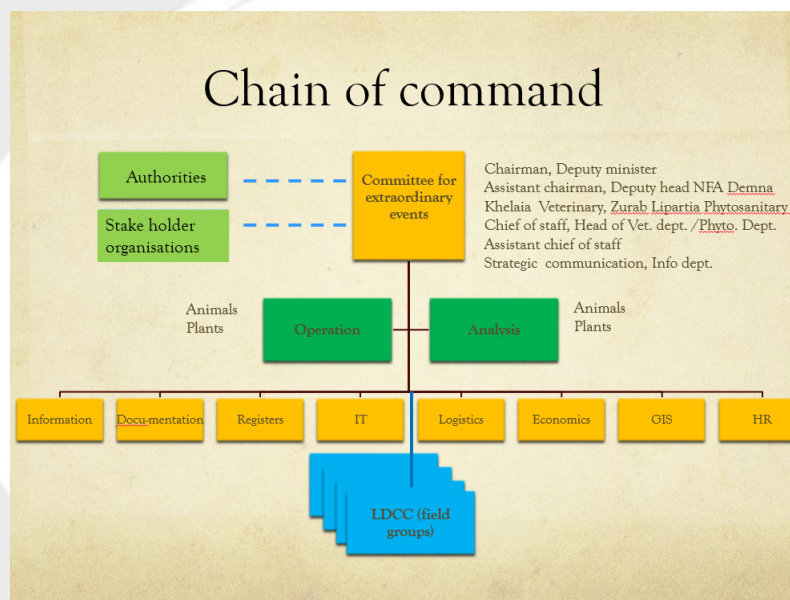 Chain of command
Authorities
Stake holder
organisations
Committee for
extraordinary
events
Chairman, Deputy minister
Assistant chairman, Deputy head NFA Demna
Khelaia  Veterinary, Zurab Lipartia Phytosanitary
Chief of staff, Head of Vet. dept. /Phyto. Dept.
Assistant chief of staff
Strategic  communication, Info dept.
Animals
Plants
Operation
Analysis
Animals
Plants
Information
Docu-mentation
Registers
IT
Logistics
Economics
GIS
HR
LDCC (field
groups)